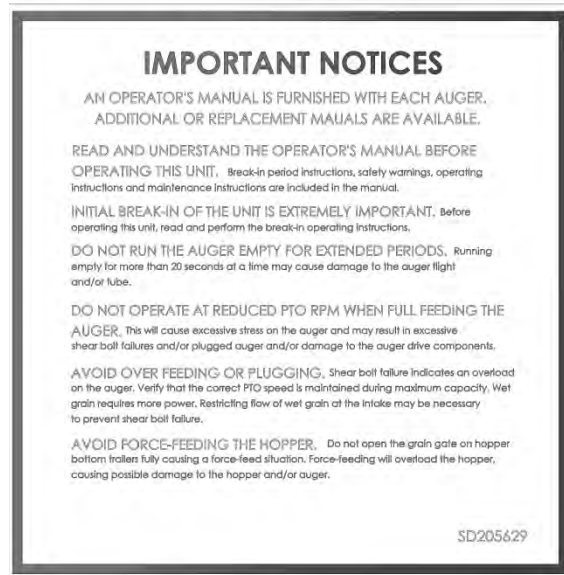 IMPORTANT NOTICES
AN OPERATOR'S MANUAL IS FURNISHED WITH EACH AUGER.
ADDITIONAL OR REPLACEMENT MAUALS ARE AVAILABLE.
READ AND UNDERSTAND THE OPERATOR'S MANUAL BEFORE
OPERATING THIS UNIT. Break-in period instructions, safety warnings, operating
instructions and maintenance instructions are included in the manual.
INITIAL BREAK-IN OF THE UNIT IS EXTREMELY IMPORTANT. Before
operating this unit, read and perform the break-in operating instructions.
DO NOT RUN THE AUGER EMPTY FOR EXTENDED PERIODS. Running
empty for more than 20 seconds at a time may cause damage to the auger flight
and/or tube.
DO NOT OPERATE AT REDUCED PTO RPM WHEN FULL FEEDING THE
AUGER. This will cause excessive stress on the auger and may result in excessive
shear bolt failures and/or plugged auger and/or damage to the auger drive components.
AVOID OVER FEEDING OR PLUGGING. Shear bolt failure indicates an overload
on the auger. Verify that the correct PTO speed is maintained during maximum capacity. Wet
grain requires more power. Restricting flow of wet grain at the intake may be necessary
to prevent shear bolt failure.
AVOID FORCE-FEEDING THE HOPPER. Do not open the grain gate on hopper
bottom trailers fully causing a force-feed situation. Force-feeding will overload the hopper,
causing possible damage to the hopper and/or auger.
SD205629